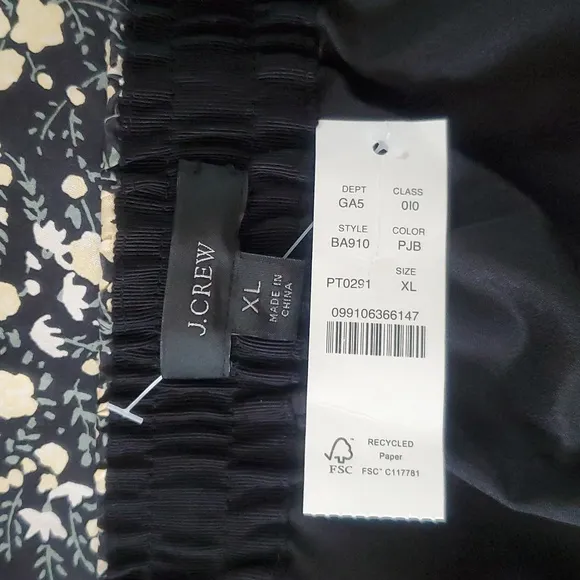 J.CREW
XL
MADE IN
CHINA
DEPT CLASS
GA5 0I0
STYLE COLOR
BA910 PJB
SIZE
PT0291 XL
099106366147
FSC
RECYCLED
Paper
FSC® C117781